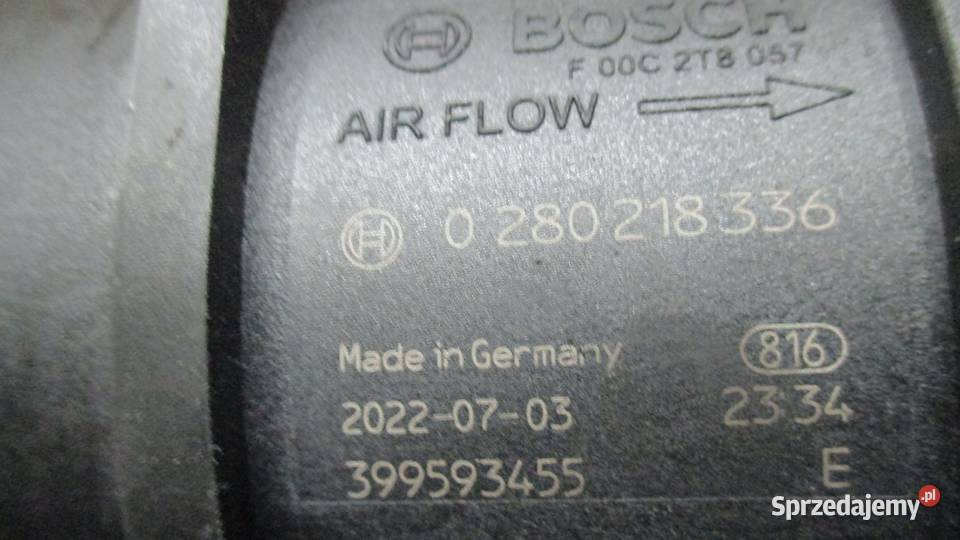 BOSCH
F 00C 2T8 057
AIR FLOW
0 280 218 336
Made in Germany 816
2022-07-03 23:34
399593455 E
Sprzedajemy.pl